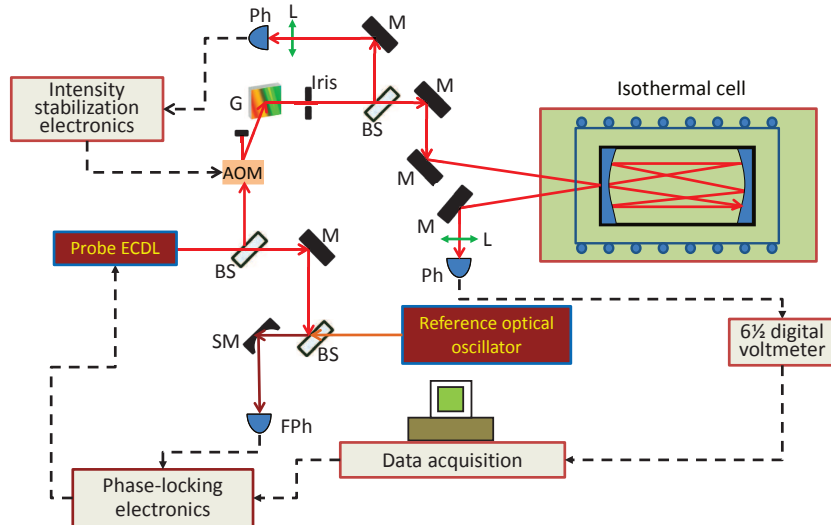 Ph
L
M
Isothermal cell
Intensity
stabilization
electronics
G
Iris
BS
M
AOM
M
M
L
Ph
Probe ECDL
BS
M
SM
BS
Reference optical
oscillator
6½ digital
voltmeter
FPh
Data acquisition
Phase-locking
electronics